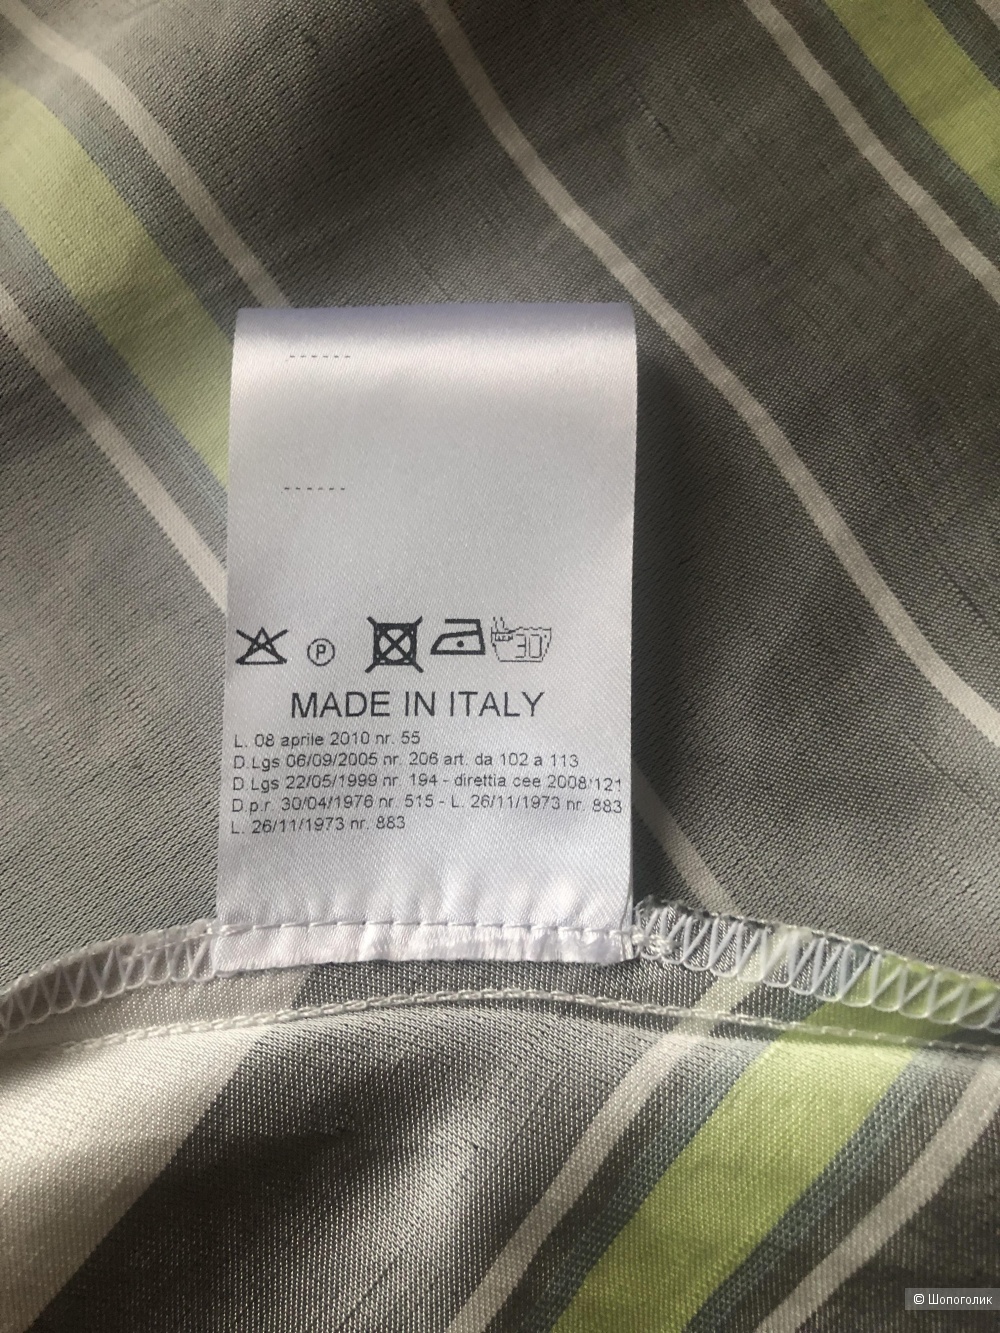 P
30
MADE IN ITALY
L. 08 aprile 2010 nr. 55
D.Lgs 06/09/2005 nr. 206 art. da 102 a 113
D.Lgs 22/05/1999 nr. 194 - direttia cee 2008/121
D.p.r. 30/04/1976 nr. 515 - L. 26/11/1973 nr. 883
L. 26/11/1973 nr. 883
© Шопоголик